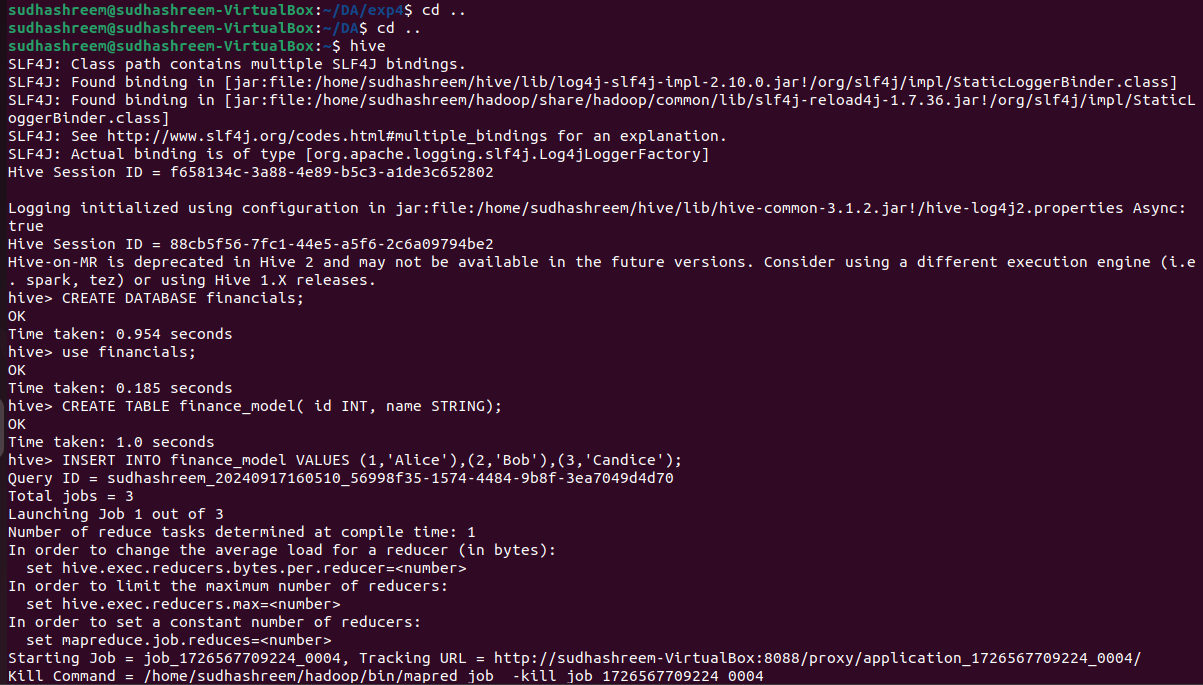 sudhashreem@sudhashreem-VirtualBox:~/DA/exp4$ cd ..
sudhashreem@sudhashreem-VirtualBox:~/DA$ cd ..
sudhashreem@sudhashreem-VirtualBox:~$ hive
SLF4J: Class path contains multiple SLF4J bindings.
SLF4J: Found binding in [jar:file:/home/sudhashreem/hive/lib/log4j-slf4j-impl-2.10.0.jar!/org/slf4j/impl/StaticLoggerBinder.class]
SLF4J: Found binding in [jar:file:/home/sudhashreem/hadoop/share/hadoop/common/lib/slf4j-reload4j-1.7.36.jar!/org/slf4j/impl/StaticL
oggerBinder.class]
SLF4J: See http://www.slf4j.org/codes.html#multiple_bindings for an explanation.
SLF4J: Actual binding is of type [org.apache.logging.slf4j.Log4jLoggerFactory]
Hive Session ID = f658134c-3a88-4e89-b5c3-a1de3c652802
Logging initialized using configuration in jar:file:/home/sudhashreem/hive/lib/hive-common-3.1.2.jar!/hive-log4j2.properties Async:
true
Hive Session ID = 88cb5f56-7fc1-44e5-a5f6-2c6a09794be2
Hive-on-MR is deprecated in Hive 2 and may not be available in the future versions. Consider using a different execution engine (i.e
. spark, tez) or using Hive 1.X releases.
hive> CREATE DATABASE financials;
OK
Time taken: 0.954 seconds
hive> use financials;
OK
Time taken: 0.185 seconds
hive> CREATE TABLE finance_model( id INT, name STRING);
OK
Time taken: 1.0 seconds
hive> INSERT INTO finance_model VALUES (1,'Alice'),(2,'Bob'),(3,'Candice');
Query ID = sudhashreem_20240917160510_56998f35-1574-4484-9b8f-3ea7049d4d70
Total jobs = 3
Launching Job 1 out of 3
Number of reduce tasks determined at compile time: 1
In order to change the average load for a reducer (in bytes):
  set hive.exec.reducers.bytes.per.reducer=<number>
In order to limit the maximum number of reducers:
  set hive.exec.reducers.max=<number>
In order to set a constant number of reducers:
  set mapreduce.job.reduces=<number>
Starting Job = job_1726567709224_0004, Tracking URL = http://sudhashreem-VirtualBox:8088/proxy/application_1726567709224_0004/
Kill Command = /home/sudhashreem/hadoop/bin/mapred job  -kill job_1726567709224_0004